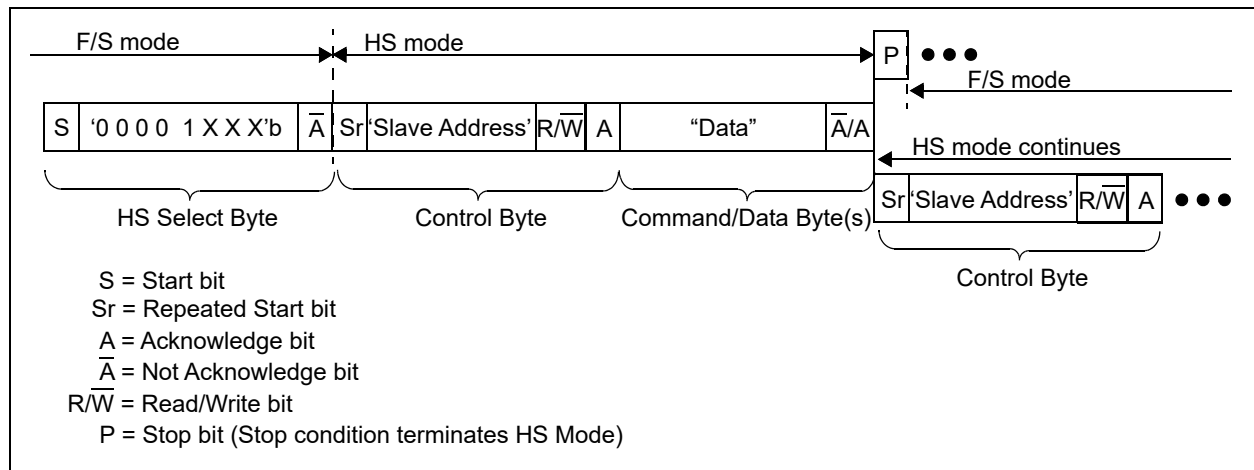 F/S mode
HS mode
P
F/S mode
S '0 0 0 0 1 X X X'b A̅ Sr 'Slave Address' R/W̅ A “Data” A̅/A
HS mode continues
Sr 'Slave Address' R/W̅ A
HS Select Byte
Control Byte
Command/Data Byte(s)
Control Byte
S = Start bit
Sr = Repeated Start bit
A = Acknowledge bit
A̅ = Not Acknowledge bit
R/W̅ = Read/Write bit
P = Stop bit (Stop condition terminates HS Mode)